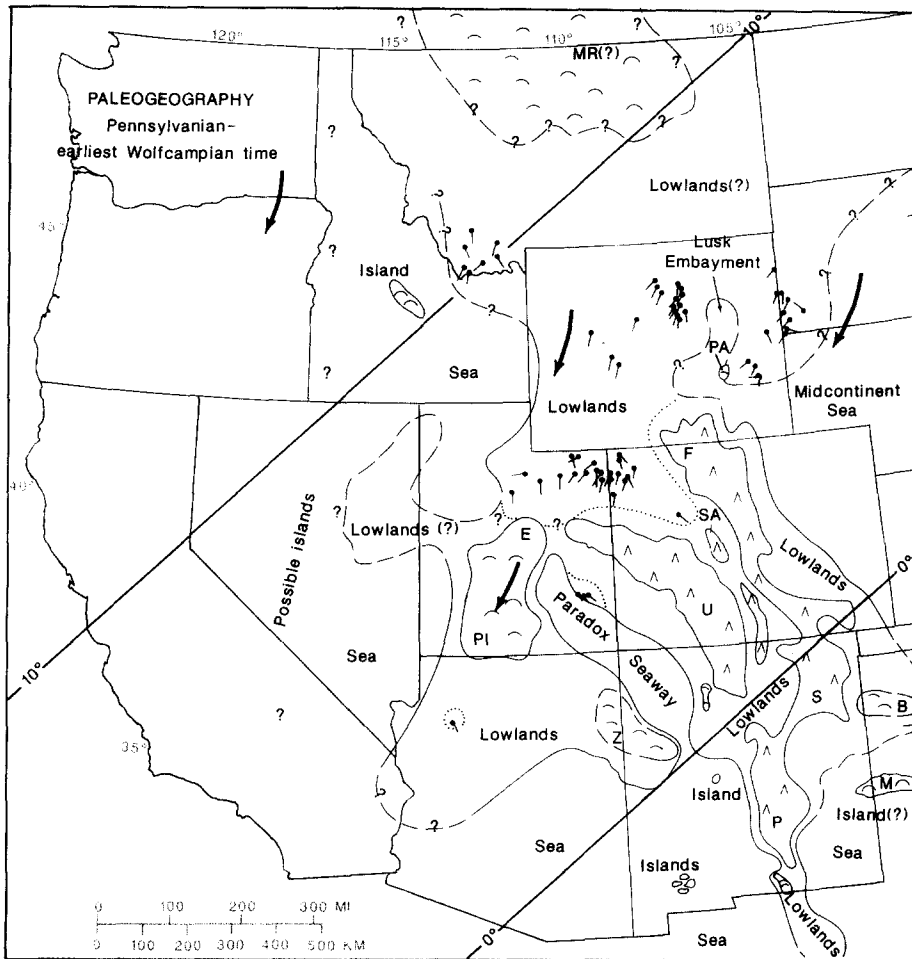 120°
115°
110°
105°
10°
?
?
MR(?)
?
?
?
?
?
?
?
?
PALEOGEOGRAPHY
Pennsylvanian-
earliest Wolfcampian time
?
Lowlands(?)
?
?
?
45°
?
?
Lusk
Embayment
Island
?
?
PA
?
?
Sea
?
Lowlands
Midcontinent
Sea
F
40°
?
Lowlands (?)
?
E
?
SA
Possible islands
Lowlands
0°
Paradox
U
PI
10°
Sea
Seaway
Lowlands
S
B
?
Lowlands
Z
35°
?
Island
M
Island(?)
P
?
Sea
Sea
Islands
Lowlands
0 100 200 300 MI
0 100 200 300 400 500 KM
0°
Sea